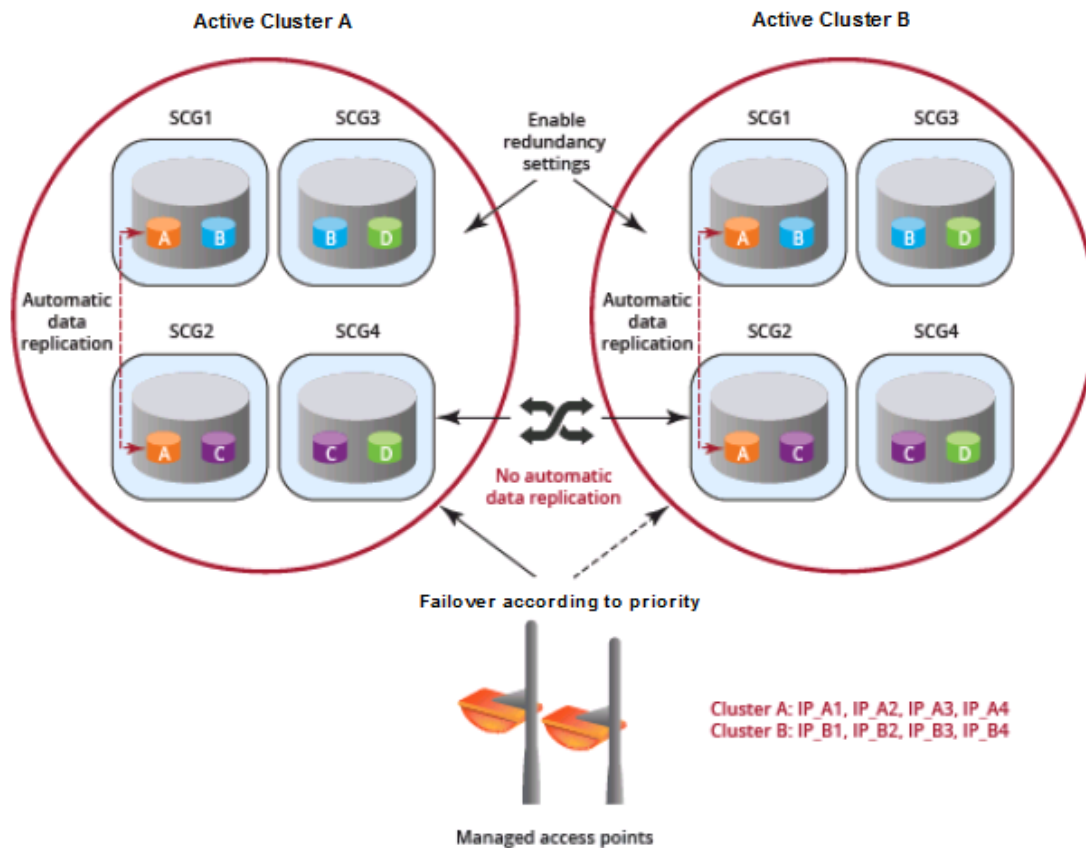 Active Cluster A
Active Cluster B
SCG1
SCG3
Enable
redundancy
settings
SCG1
SCG3
A
B
B
D
A
B
B
D
Automatic
data
replication
Automatic
data
replication
SCG2
SCG4
SCG2
SCG4
A
C
C
D
A
C
C
D
No automatic
data replication
Failover according to priority
Cluster A: IP_A1, IP_A2, IP_A3, IP_A4
Cluster B: IP_B1, IP_B2, IP_B3, IP_B4
Managed access points